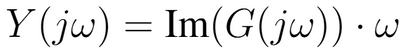 Y(jω) = Im(G(jω)) · ω